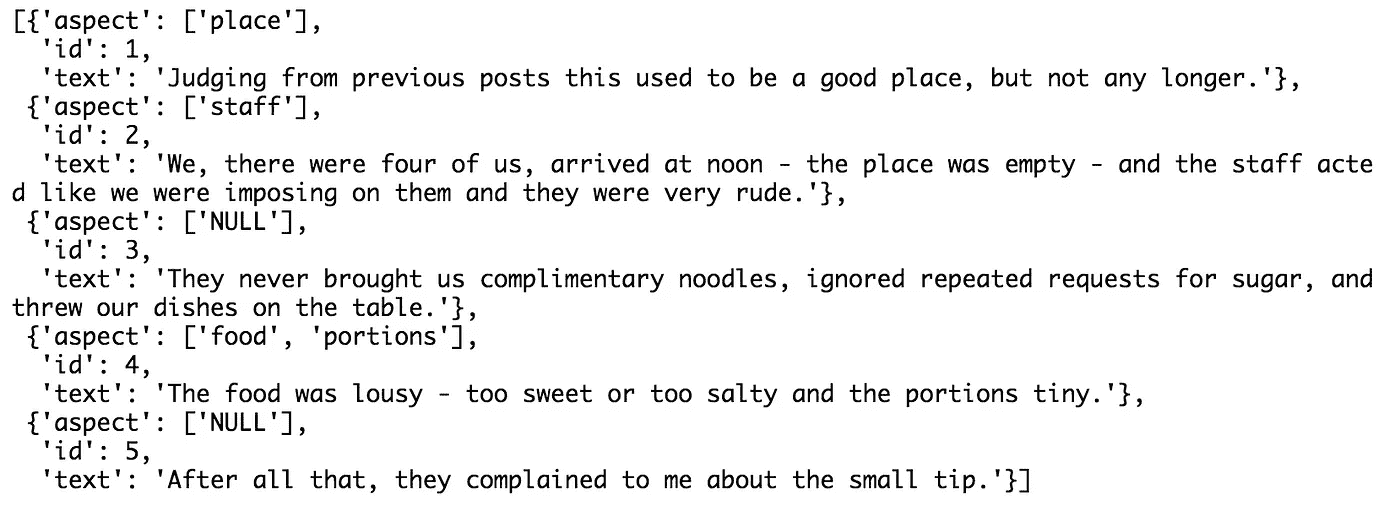 [{'aspect': ['place'],
'id': 1,
'text': 'Judging from previous posts this used to be a good place, but not any longer.'},
{'aspect': ['staff'],
'id': 2,
'text': 'We, there were four of us, arrived at noon - the place was empty - and the staff acte
d like we were imposing on them and they were very rude.'},
{'aspect': ['NULL'],
'id': 3,
'text': 'They never brought us complimentary noodles, ignored repeated requests for sugar, and
threw our dishes on the table.'},
{'aspect': ['food', 'portions'],
'id': 4,
'text': 'The food was lousy - too sweet or too salty and the portions tiny.'},
{'aspect': ['NULL'],
'id': 5,
'text': 'After all that, they complained to me about the small tip.'}]